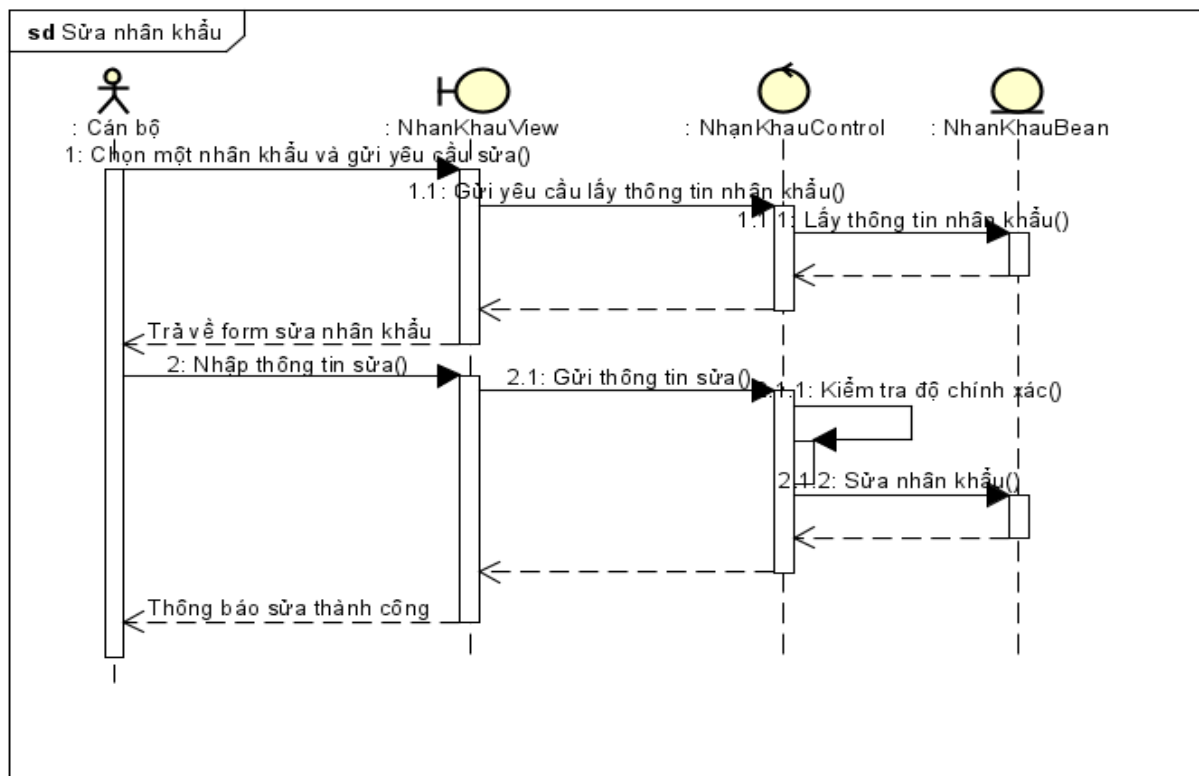 sd Sửa nhân khẩu
: Cán bộ
: NhanKhauView
: NhạnKhauControl
: NhanKhauBean
1: Chọn một nhân khẩu và gửi yêu cầu sửa()
1.1: Gửi yêu cầu lấy thông tin nhân khẩu()
1.1.1: Lấy thông tin nhân khẩu()
Trả về form sửa nhân khẩu
2: Nhập thông tin sửa()
2.1: Gửi thông tin sửa()
2.1.1: Kiểm tra độ chính xác()
2.1.2: Sửa nhân khẩu()
Thông báo sửa thành công